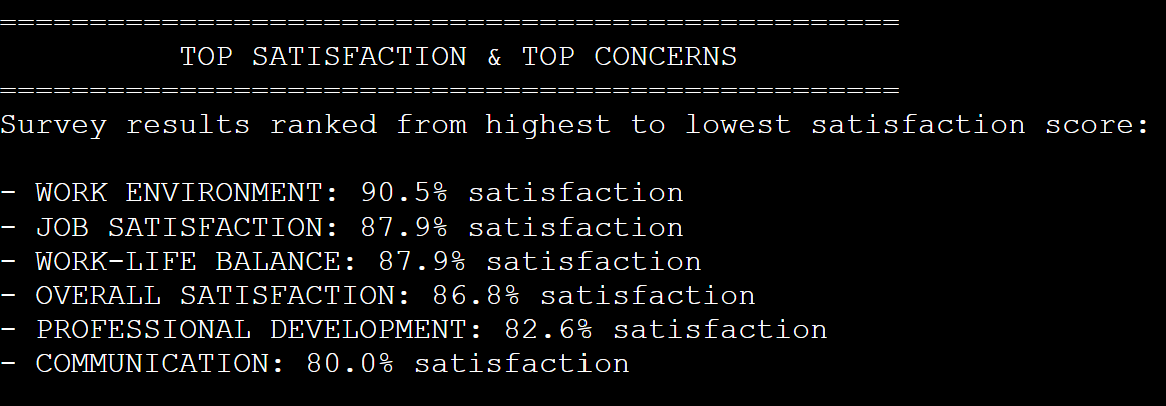 ==================================================
TOP SATISFACTION & TOP CONCERNS
==================================================
Survey results ranked from highest to lowest satisfaction score:
- WORK ENVIRONMENT: 90.5% satisfaction
- JOB SATISFACTION: 87.9% satisfaction
- WORK-LIFE BALANCE: 87.9% satisfaction
- OVERALL SATISFACTION: 86.8% satisfaction
- PROFESSIONAL DEVELOPMENT: 82.6% satisfaction
- COMMUNICATION: 80.0% satisfaction